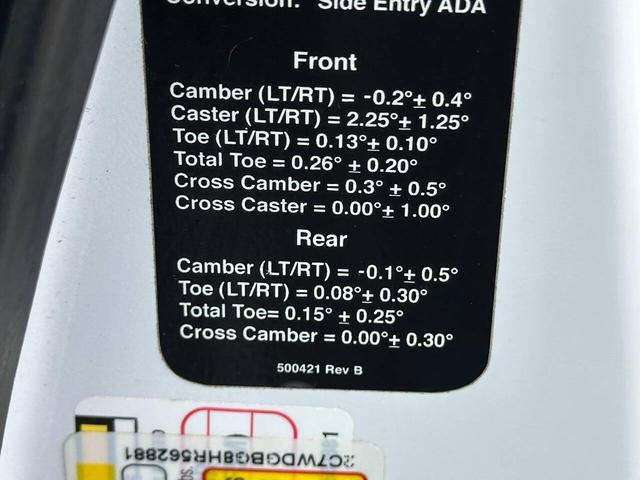 Conversion: Side Entry ADA
Front
Camber (LT/RT) = -0.2°± 0.4°
Caster (LT/RT) = 2.25°± 1.25°
Toe (LT/RT) = 0.13°± 0.10°
Total Toe = 0.26° ± 0.20°
Cross Camber = 0.3° ± 0.5°
Cross Caster = 0.00°± 1.00°
Rear
Camber (LT/RT) = -0.1°± 0.5°
Toe (LT/RT) = 0.08°± 0.30°
Total Toe= 0.15° ± 0.25°
Cross Camber = 0.00°± 0.30°
500421 Rev B
2C7WDGBG8HR562881